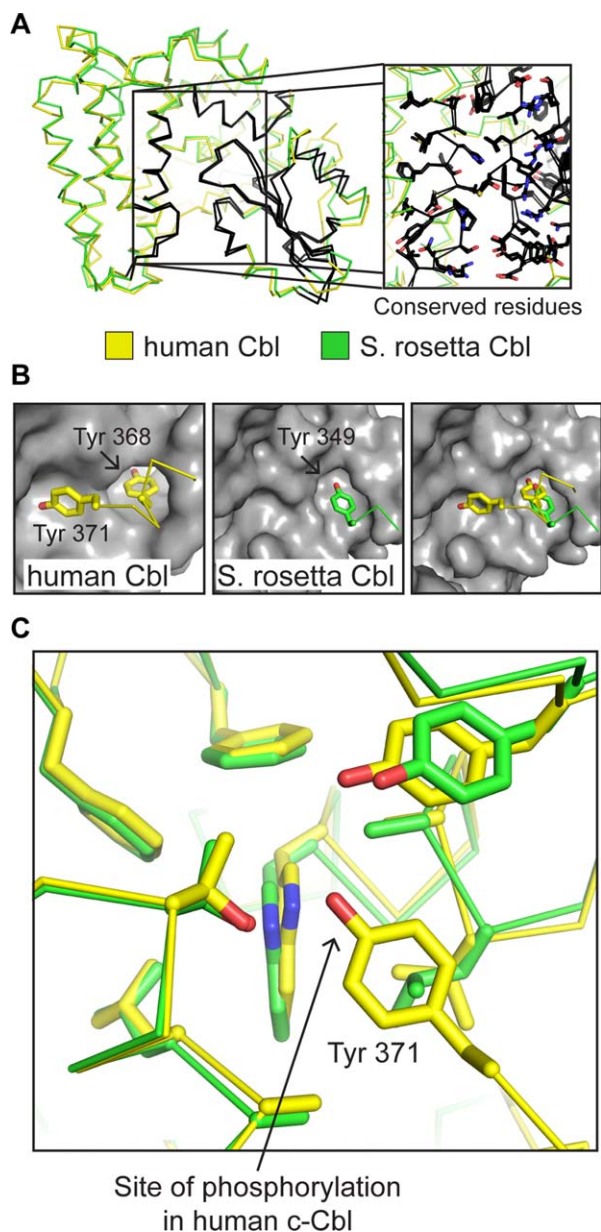 A
Conserved residues
human Cbl
S. rosetta Cbl
B
Tyr 368
Tyr 371
human Cbl
Tyr 349
S. rosetta Cbl
C
Tyr 371
Site of phosphorylation
in human c-Cbl